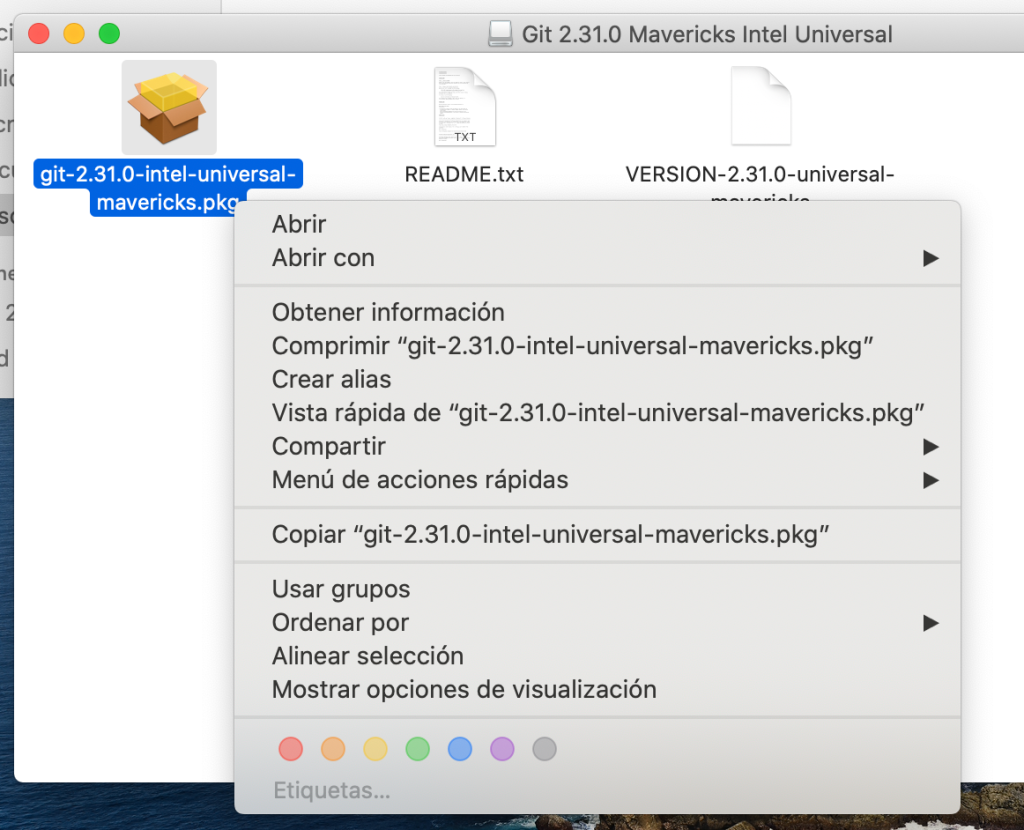 Git 2.31.0 Mavericks Intel Universal
git-2.31.0-intel-universal-
mavericks.pkg
TXT
README.txt
VERSION-2.31.0-universal-
mavericks
Abrir
Abrir con
Obtener información
Comprimir “git-2.31.0-intel-universal-mavericks.pkg”
Crear alias
Vista rápida de “git-2.31.0-intel-universal-mavericks.pkg”
Compartir
Menú de acciones rápidas
Copiar “git-2.31.0-intel-universal-mavericks.pkg”
Usar grupos
Ordenar por
Alinear selección
Mostrar opciones de visualización
Etiquetas...